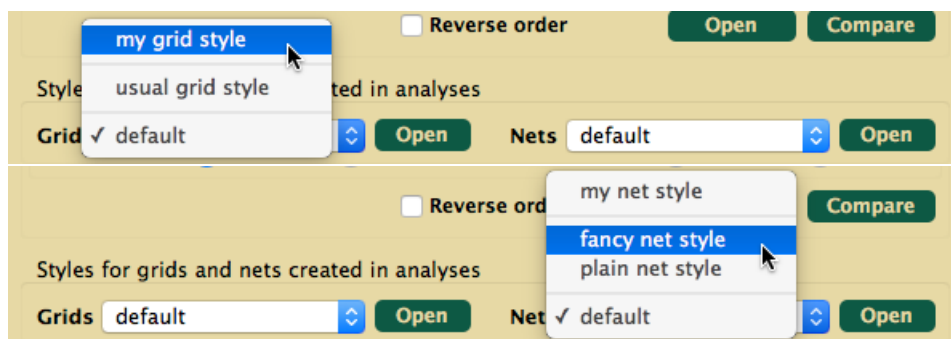 my grid style
Reverse order Open Compare
usual grid style
Style ted in analyses
Grid ✓ default Open Nets default Open
my net style
Reverse ord Compare
fancy net style
Styles for grids and nets created in analyses
plain net style
Grids default Open Net ✓ default Open